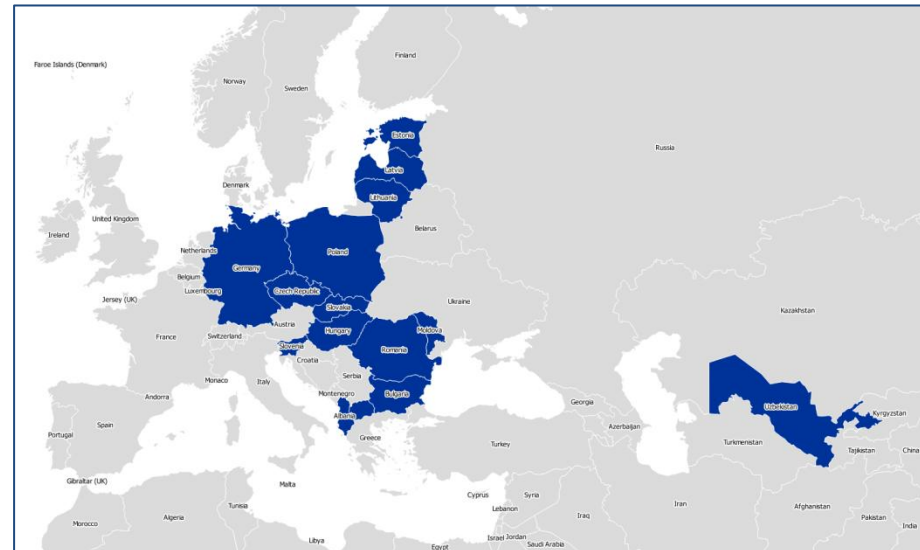 Faroe Islands (Denmark)
Finland
Norway
Sweden
Estonia
Russia
Latvia
Denmark
Lithuania
United Kingdom
Ireland
Belarus
Netherlands
Poland
Germany
Belgium
Czech Republic
Luxembourg
Jersey (UK)
Slovakia
Ukraine
Kazakhstan
Austria
France
Switzerland
Hungary
Moldova
Slovenia
Romania
Croatia
Monaco
Italy
Serbia
Andorra
Montenegro
Bulgaria
Georgia
Uzbekistan
Kyrgyzstan
Albania
Portugal
Spain
Azerbaijan
Greece
Turkey
Turkmenistan
Tajikistan
China
Gibraltar (UK)
Malta
Cyprus
Syria
Lebanon
Iran
Afghanistan
Morocco
Algeria
Tunisia
Iraq
Pakistan
Israel
Jordan
Libya
Egypt
Saudi Arabia
India